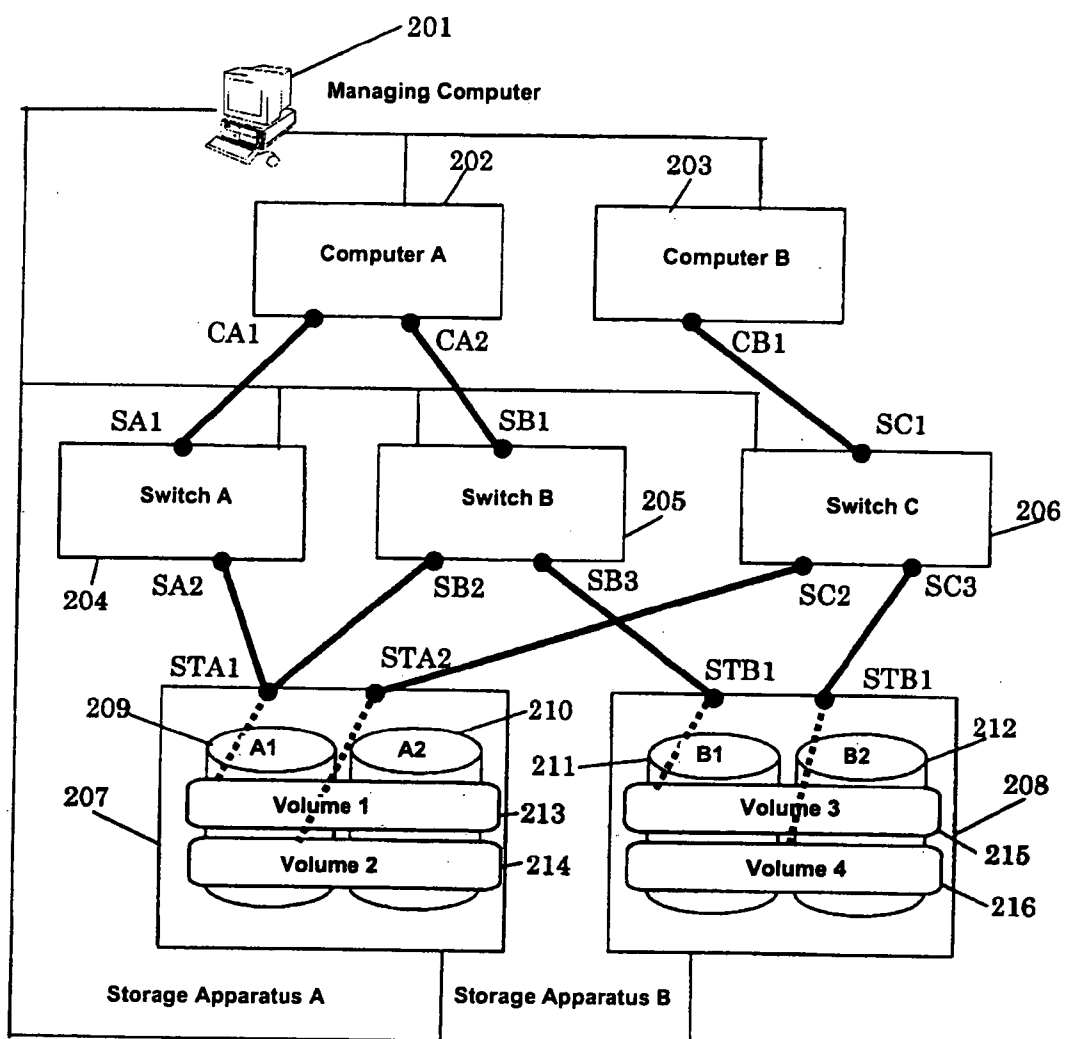 201
Managing Computer
202
203
Computer A
Computer B
CA1
CA2
CB1
SA1
SB1
SC1
Switch A
Switch B
Switch C
205
206
204
SA2
SB2
SB3
SC2
SC3
STA1
STA2
STB1
STB1
209
210
211
212
A1
A2
B1
B2
207
Volume 1
213
Volume 3
208
215
Volume 2
214
Volume 4
216
Storage Apparatus A
Storage Apparatus B